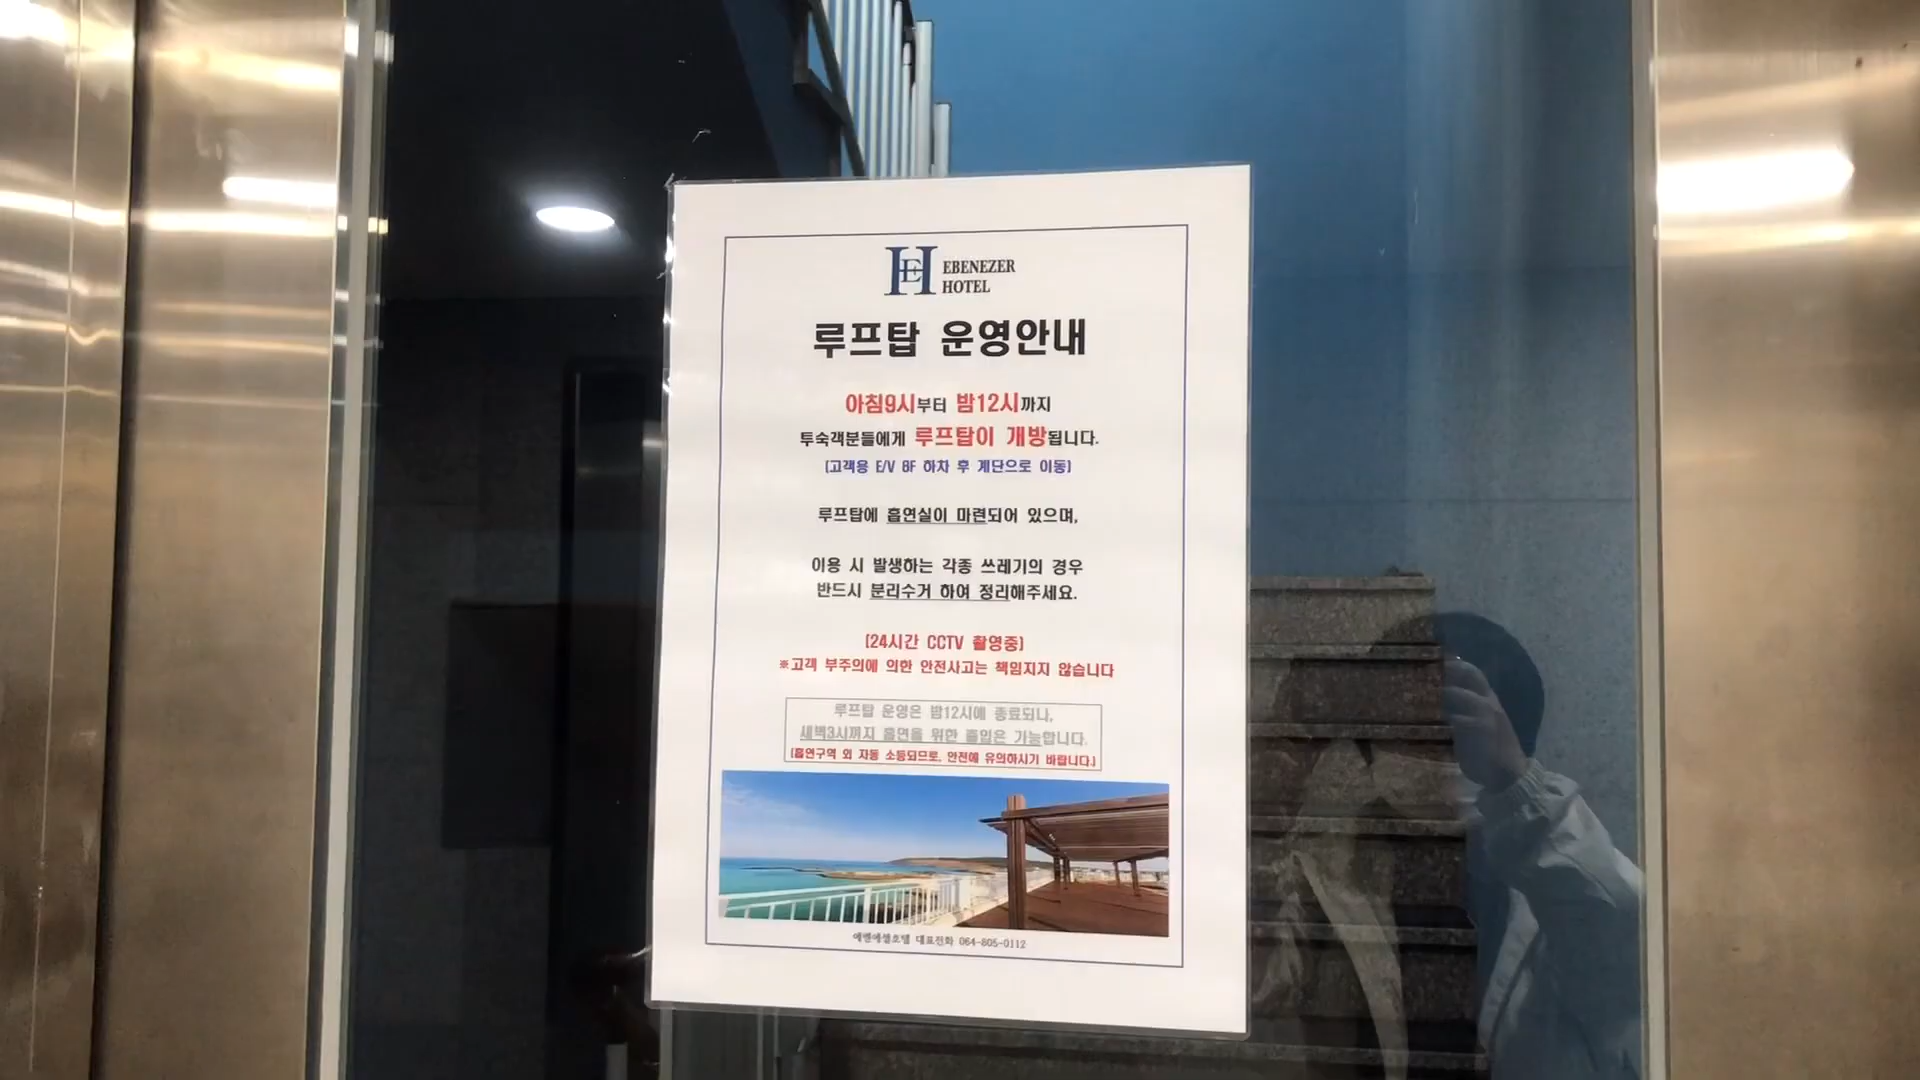 HE EBENEZER
HOTEL
루프탑 운영안내
아침9시부터 밤12시까지
투숙객분들에게 루프탑이 개방됩니다.
(고객용 E/V 8F 하차 후 계단으로 이동)
루프탑에 흡연실이 마련되어 있으며,
이용 시 발생하는 각종 쓰레기의 경우
반드시 분리수거 하여 정리해주세요.
(24시간 CCTV 촬영중)
※고객 부주의에 의한 안전사고는 책임지지 않습니다
루프탑 운영은 밤12시에 종료되나,
새벽3시까지 흡연을 위한 출입은 가능합니다.
(흡연구역 외 자동 소등되므로, 안전에 유의하시기 바랍니다.)
에벤에셀호텔 대표전화 064-805-0112